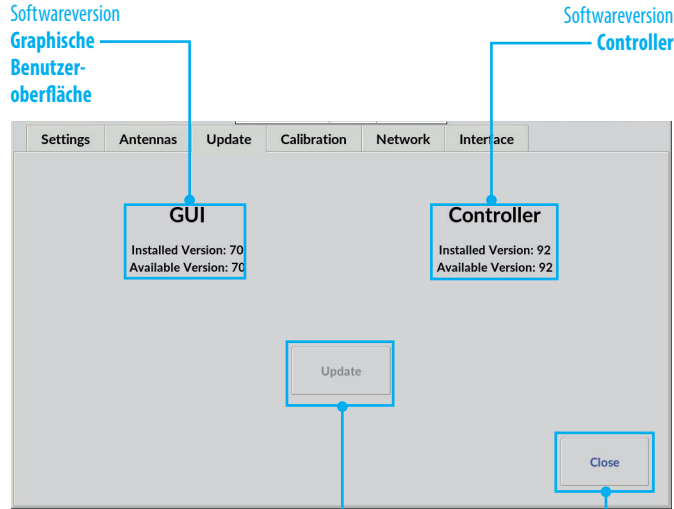 Softwareversion
Graphische
Benutzer-
oberfläche
Softwareversion
Controller
Settings
Antennas
Update
Calibration
Network
Interface
GUI
Installed Version: 70
Available Version: 70
Controller
Installed Version: 92
Available Version: 92
Update
Close